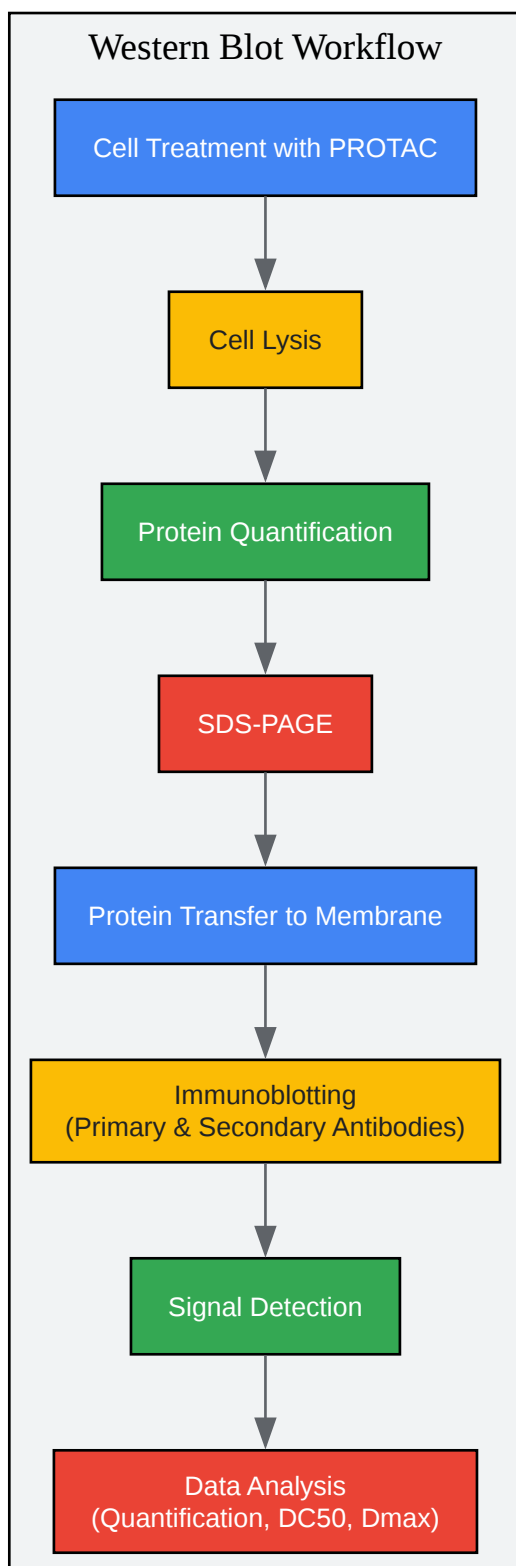 Western Blot Workflow
Cell Treatment with PROTAC
Cell Lysis
Protein Quantification
SDS-PAGE
Protein Transfer to Membrane
Immunoblotting
(Primary & Secondary Antibodies)
Signal Detection
Data Analysis
(Quantification, DC50, Dmax)